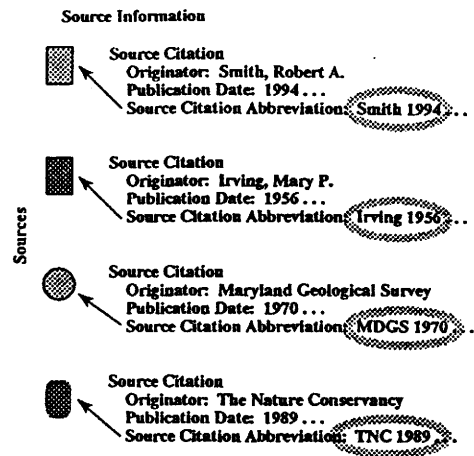 Source Information
Source Citation
Originator: Smith, Robert A.
Publication Date: 1994 . . .
Source Citation Abbreviation: Smith 1994 . . .
Source Citation
Originator: Irving, Mary P.
Publication Date: 1956 . . .
Source Citation Abbreviation: Irving 1956 . . .
Sources
Source Citation
Originator: Maryland Geological Survey
Publication Date: 1970 . . .
Source Citation Abbreviation: MDGS 1970 . . .
Source Citation
Originator: The Nature Conservancy
Publication Date: 1989 . . .
Source Citation Abbreviation: TNC 1989 . . .